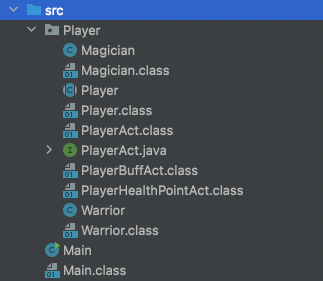 src
Player
Magician
Magician.class
Player
Player.class
PlayerAct.class
PlayerAct.java
PlayerBuffAct.class
PlayerHealthPointAct.class
Warrior
Warrior.class
Main
Main.class